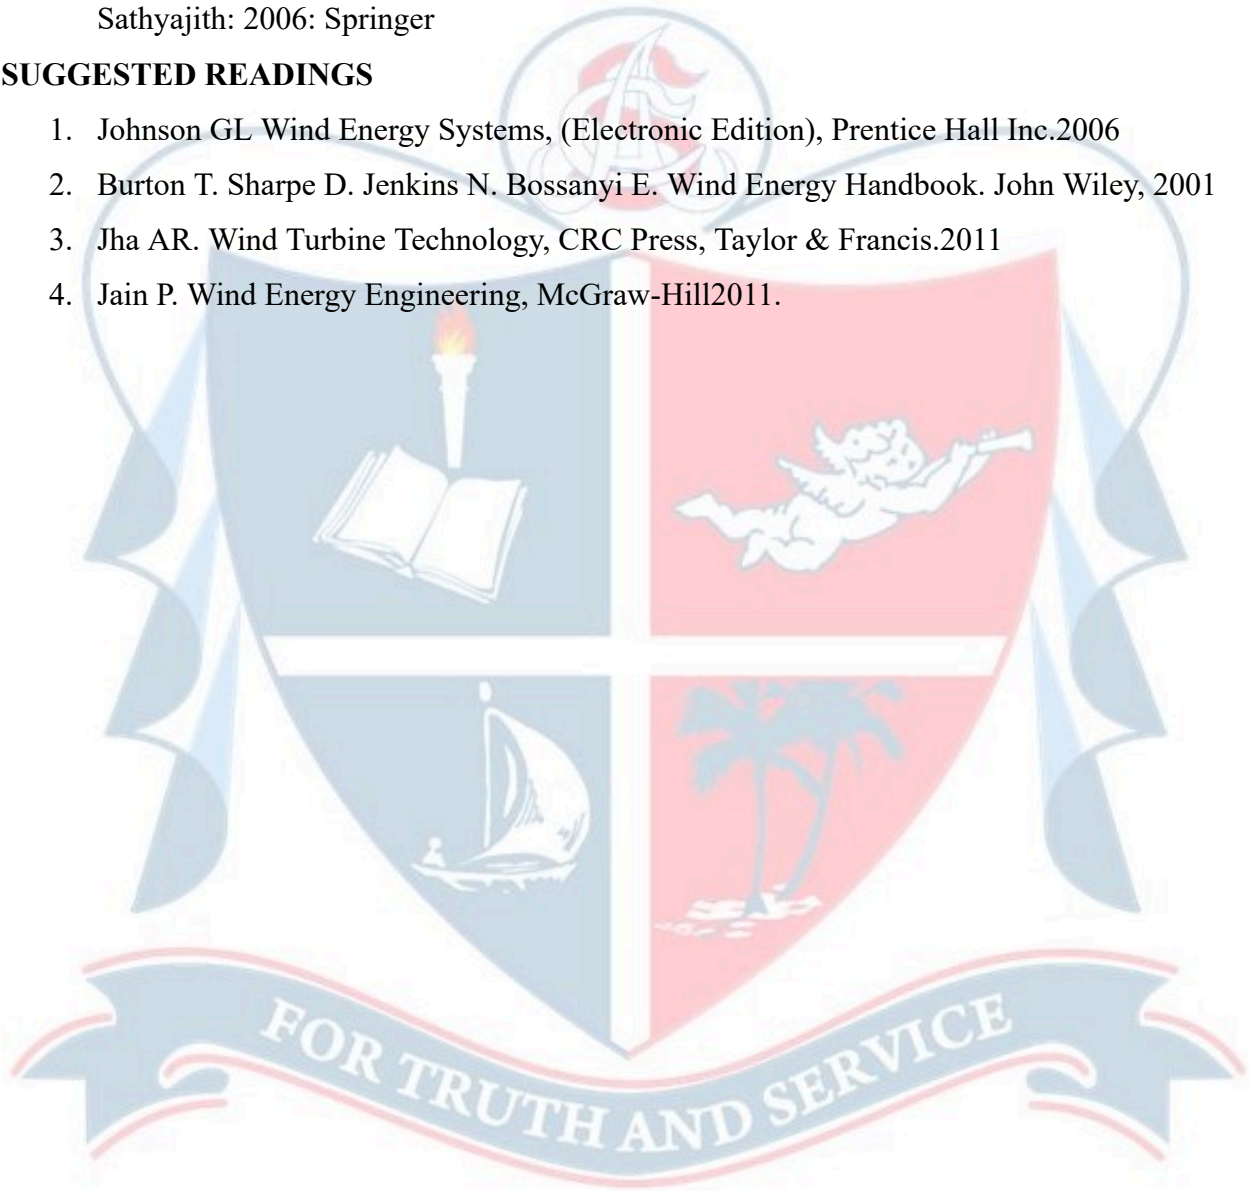 Sathyajith: 2006: Springer
SUGGESTED READINGS
1. Johnson GL Wind Energy Systems, (Electronic Edition), Prentice Hall Inc.2006
2. Burton T. Sharpe D. Jenkins N. Bossanyi E. Wind Energy Handbook. John Wiley, 2001
3. Jha AR. Wind Turbine Technology, CRC Press, Taylor & Francis.2011
4. Jain P. Wind Energy Engineering, McGraw-Hill2011.
FOR TRUTH AND SERVICE